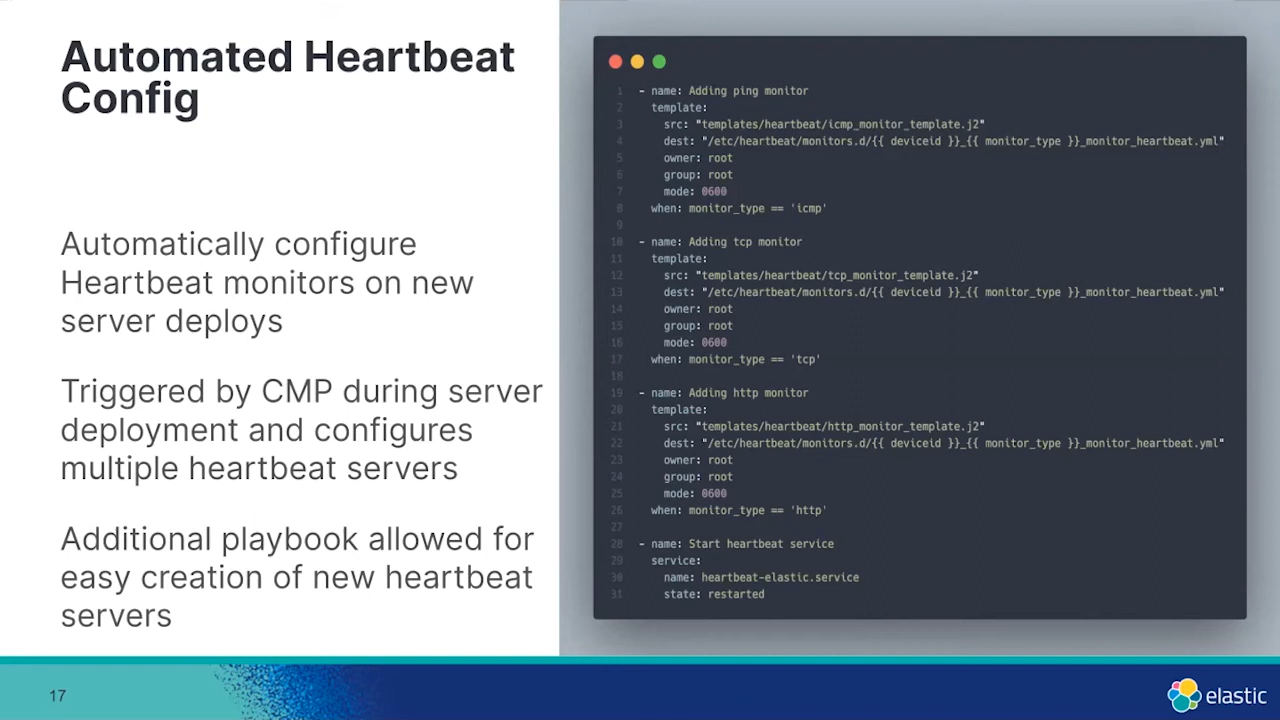 Automated Heartbeat
Config
Automatically configure
Heartbeat monitors on new
server deploys
Triggered by CMP during server
deployment and configures
multiple heartbeat servers
Additional playbook allowed for
easy creation of new heartbeat
servers
1 - name: Adding ping monitor
2 template:
3 src: "templates/heartbeat/icmp_monitor_template.j2"
4 dest: "/etc/heartbeat/monitors.d/{{ deviceid }}_{{ monitor_type }}_monitor_heartbeat.yml"
5 owner: root
6 group: root
7 mode: 0600
8 when: monitor_type == 'icmp'
9
10 - name: Adding tcp monitor
11 template:
12 src: "templates/heartbeat/tcp_monitor_template.j2"
13 dest: "/etc/heartbeat/monitors.d/{{ deviceid }}_{{ monitor_type }}_monitor_heartbeat.yml"
14 owner: root
15 group: root
16 mode: 0600
17 when: monitor_type == 'tcp'
18
19 - name: Adding http monitor
20 template:
21 src: "templates/heartbeat/http_monitor_template.j2"
22 dest: "/etc/heartbeat/monitors.d/{{ deviceid }}_{{ monitor_type }}_monitor_heartbeat.yml"
23 owner: root
24 group: root
25 mode: 0600
26 when: monitor_type == 'http'
27
28 - name: Start heartbeat service
29 service:
30 name: heartbeat-elastic.service
31 state: restarted
17
elastic